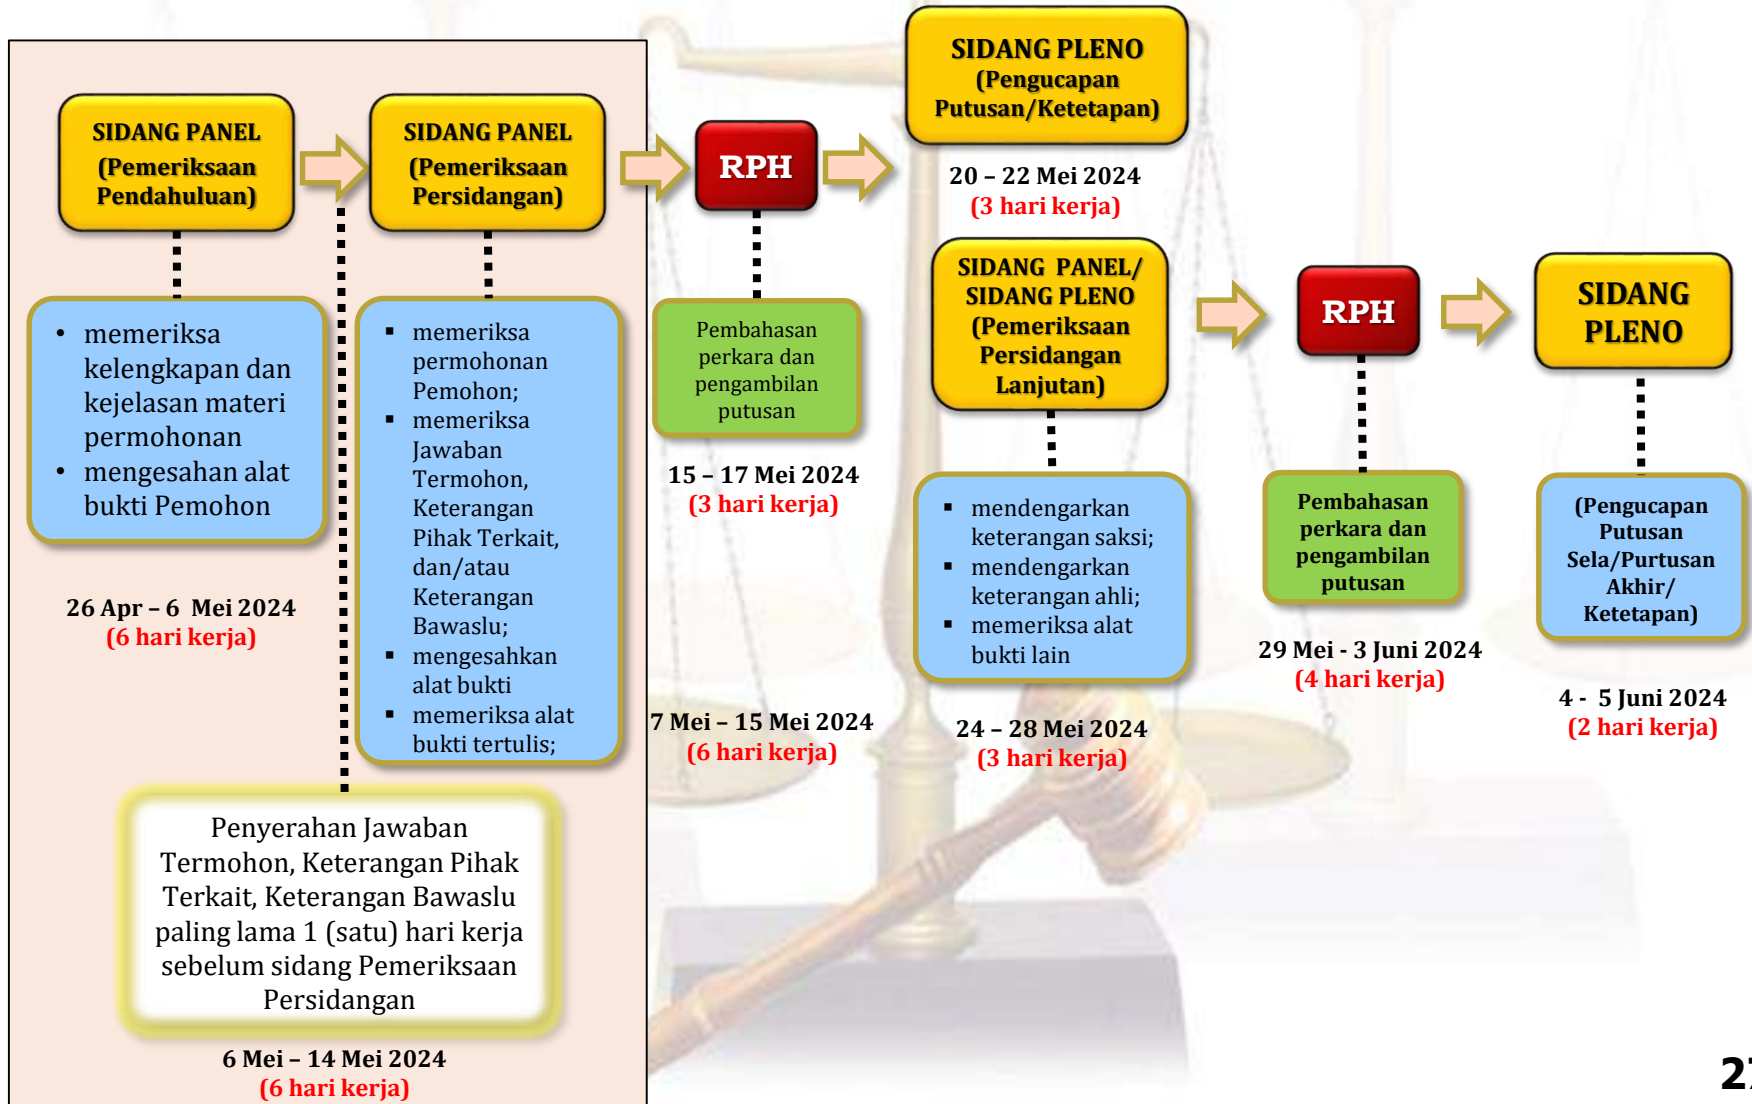 SIDANG PANEL
(Pemeriksaan
Pendahuluan)
• memeriksa
kelengkapan dan
kejelasan materi
permohonan
• mengesahan alat
bukti Pemohon
26 Apr – 6 Mei 2024
(6 hari kerja)
SIDANG PANEL
(Pemeriksaan
Persidangan)
▪ memeriksa
permohonan
Pemohon;
▪ memeriksa
Jawaban
Termohon,
Keterangan
Pihak Terkait,
dan/atau
Keterangan
Bawaslu;
▪ mengesahkan
alat bukti
▪ memeriksa alat
bukti tertulis;
7 Mei – 15 Mei 2024
(6 hari kerja)
Penyerahan Jawaban
Termohon, Keterangan Pihak
Terkait, Keterangan Bawaslu
paling lama 1 (satu) hari kerja
sebelum sidang Pemeriksaan
Persidangan
6 Mei – 14 Mei 2024
(6 hari kerja)
RPH
Pembahasan
perkara dan
pengambilan
putusan
15 – 17 Mei 2024
(3 hari kerja)
SIDANG PLENO
(Pengucapan
Putusan/Ketetapan)
20 – 22 Mei 2024
(3 hari kerja)
SIDANG PANEL/
SIDANG PLENO
(Pemeriksaan
Persidangan
Lanjutan)
▪ mendengarkan
keterangan saksi;
▪ mendengarkan
keterangan ahli;
▪ memeriksa alat
bukti lain
24 – 28 Mei 2024
(3 hari kerja)
RPH
Pembahasan
perkara dan
pengambilan
putusan
29 Mei - 3 Juni 2024
(4 hari kerja)
SIDANG
PLENO
(Pengucapan
Putusan
Sela/Purtusan
Akhir/
Ketetapan)
4 - 5 Juni 2024
(2 hari kerja)
27